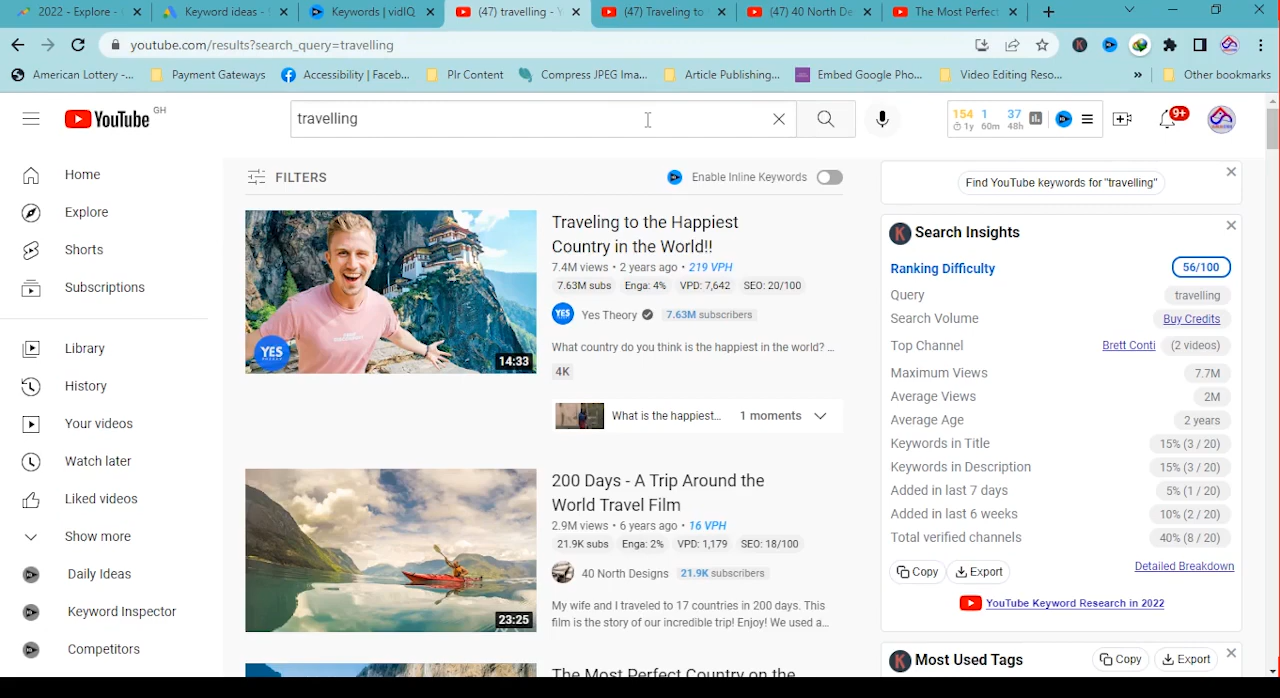 2022 - Explore -
Keyword ideas -
Keywords | vidIQ
(47) travelling - Y
(47) Traveling to
(47) 40 North De
The Most Perfect
youtube.com/results?search_query=travelling
American Lottery -...
Payment Gateways
Accessibility | Faceb...
Plr Content
Compress JPEG Ima...
Article Publishing...
Embed Google Pho...
Video Editing Reso...
»
Other bookmarks
YouTube GH
travelling
154 1 37
1y 60m 48h
9+
Home
Explore
Shorts
Subscriptions
Library
History
Your videos
Watch later
Liked videos
Show more
Daily Ideas
Keyword Inspector
Competitors
FILTERS
Enable Inline Keywords
YES
14:33
Traveling to the Happiest
Country in the World!!
7.4M views • 2 years ago • 219 VPH
7.63M subs Enga: 4% VPD: 7,642 SEO: 20/100
YES Yes Theory 7.63M subscribers
What country do you think is the happiest in the world? ...
4K
What is the happiest... 1 moments
23:25
200 Days - A Trip Around the
World Travel Film
2.9M views • 6 years ago • 16 VPH
21.9K subs Enga: 2% VPD: 1,179 SEO: 18/100
40 North Designs 21.9K subscribers
My wife and I traveled to 17 countries in 200 days. This
film is the story of our incredible trip! Enjoy! We used a...
The Most Perfect Country on the
Find YouTube keywords for "travelling"
K Search Insights
Ranking Difficulty 56/100
Query travelling
Search Volume Buy Credits
Top Channel Brett Conti (2 videos)
Maximum Views 7.7M
Average Views 2M
Average Age 2 years
Keywords in Title 15% (3 / 20)
Keywords in Description 15% (3 / 20)
Added in last 7 days 5% (1 / 20)
Added in last 6 weeks 10% (2 / 20)
Total verified channels 40% (8 / 20)
Copy Export Detailed Breakdown
YouTube Keyword Research in 2022
K Most Used Tags Copy Export